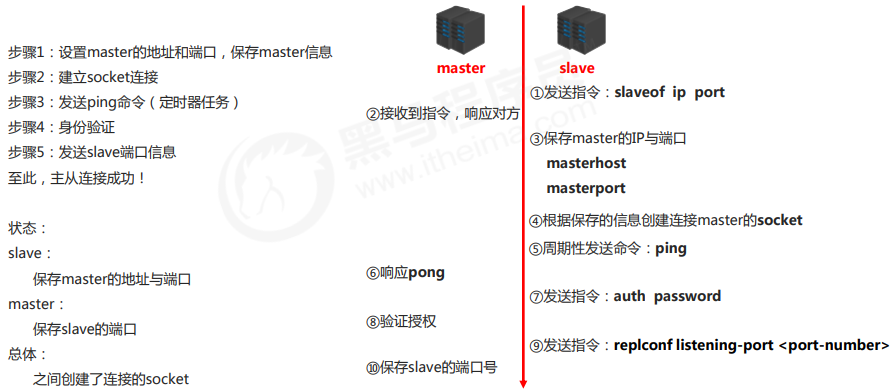 步骤1：设置master的地址和端口，保存master信息
步骤2：建立socket连接
步骤3：发送ping命令（定时器任务）
步骤4：身份验证
步骤5：发送slave端口信息
至此，主从连接成功！
状态：
slave：
保存master的地址与端口
master：
保存slave的端口
总体：
之间创建了连接的socket
master
slave
①发送指令：slaveof ip port
②接收到指令，响应对方
③保存master的IP与端口
masterhost
masterport
④根据保存的信息创建连接master的socket
⑤周期性发送命令：ping
⑥响应pong
⑦发送指令：auth password
⑧验证授权
⑨发送指令：replconf listening-port <port-number>
⑩保存slave的端口号
黑马程序员
www.itheima.com